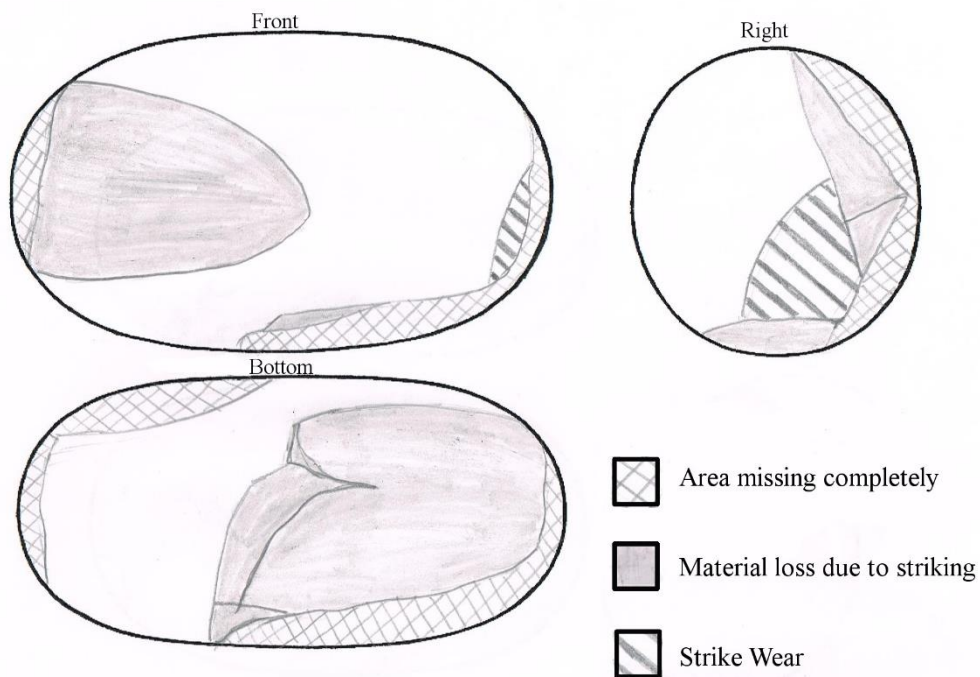 Front
Right
Bottom
Area missing completely
Material loss due to striking
Strike Wear